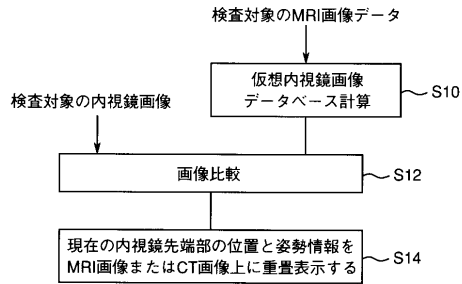 検査対象のMRI画像データ
仮想内視鏡画像
データベース計算
S10
検査対象の内視鏡画像
画像比較
S12
現在の内視鏡先端部の位置と姿勢情報を
MRI画像またはCT画像上に重畳表示する
S14